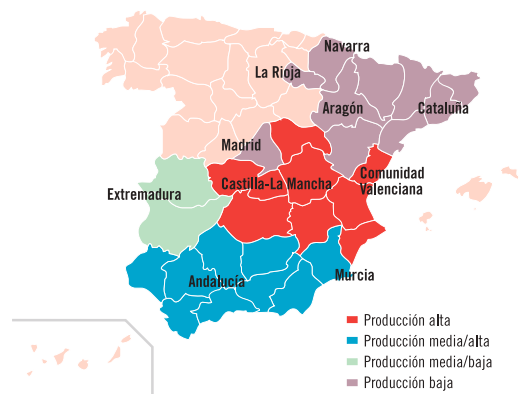 Navarra
La Rioja
Aragón
Cataluña
Madrid
Castilla-La Mancha
Comunidad
Valenciana
Extremadura
Andalucía
Murcia
Producción alta
Producción media/alta
Producción media/baja
Producción baja